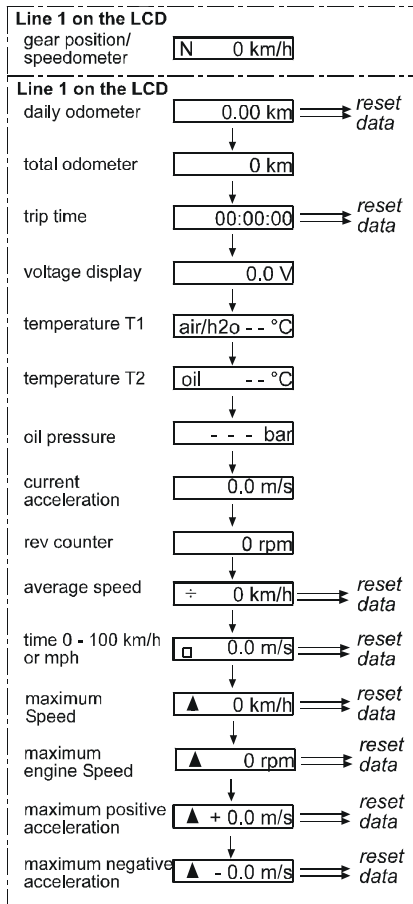 Line 1 on the LCD
gear position/
speedometer
N 0 km/h
Line 1 on the LCD
daily odometer
0.00 km
reset
data
total odometer
0 km
trip time
00:00:00
reset
data
voltage display
0.0 V
temperature T1
air/h2o - - °C
temperature T2
oil - - °C
oil pressure
- - - bar
current
acceleration
0.0 m/s
rev counter
0 rpm
average speed
÷ 0 km/h
reset
data
time 0 - 100 km/h
or mph
0.0 m/s
reset
data
maximum
Speed
▲ 0 km/h
reset
data
maximum
engine Speed
▲ 0 rpm
reset
data
maximum positive
acceleration
▲ + 0.0 m/s
reset
data
maximum negative
acceleration
▲ - 0.0 m/s
reset
data